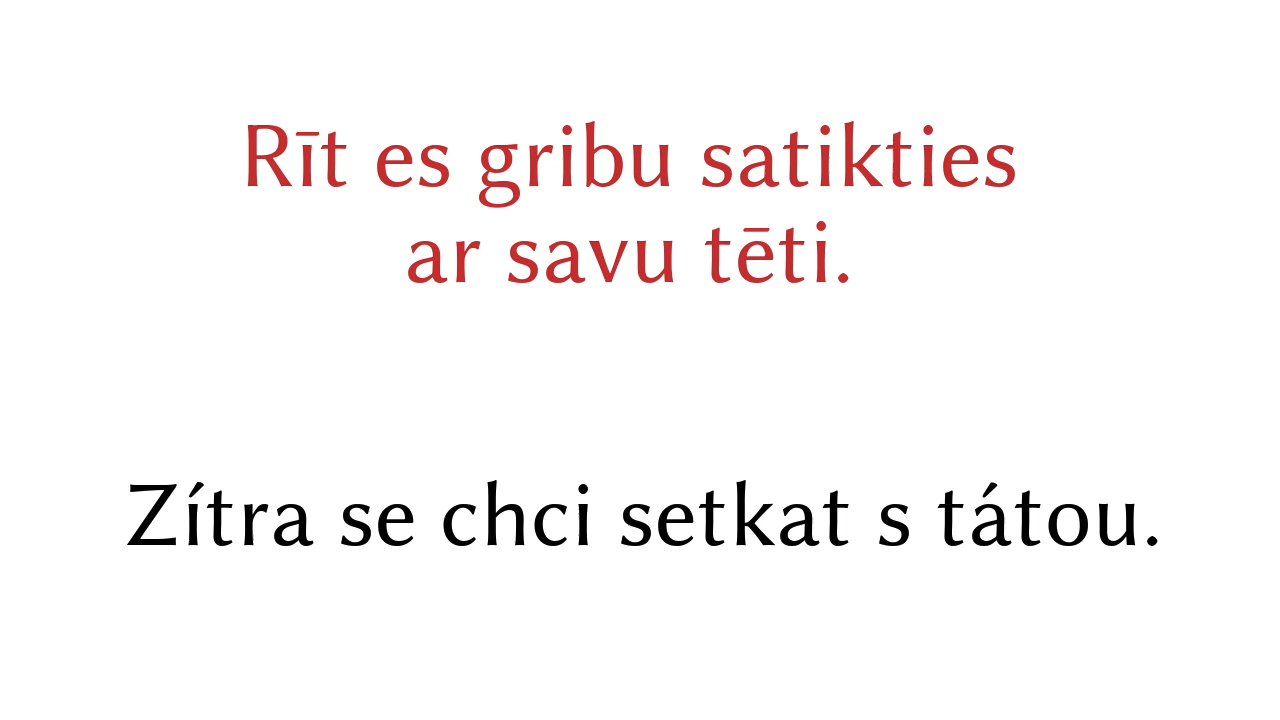 Rīt es gribu satikties
ar savu tēti.
Zítra se chci setkat s tátou.